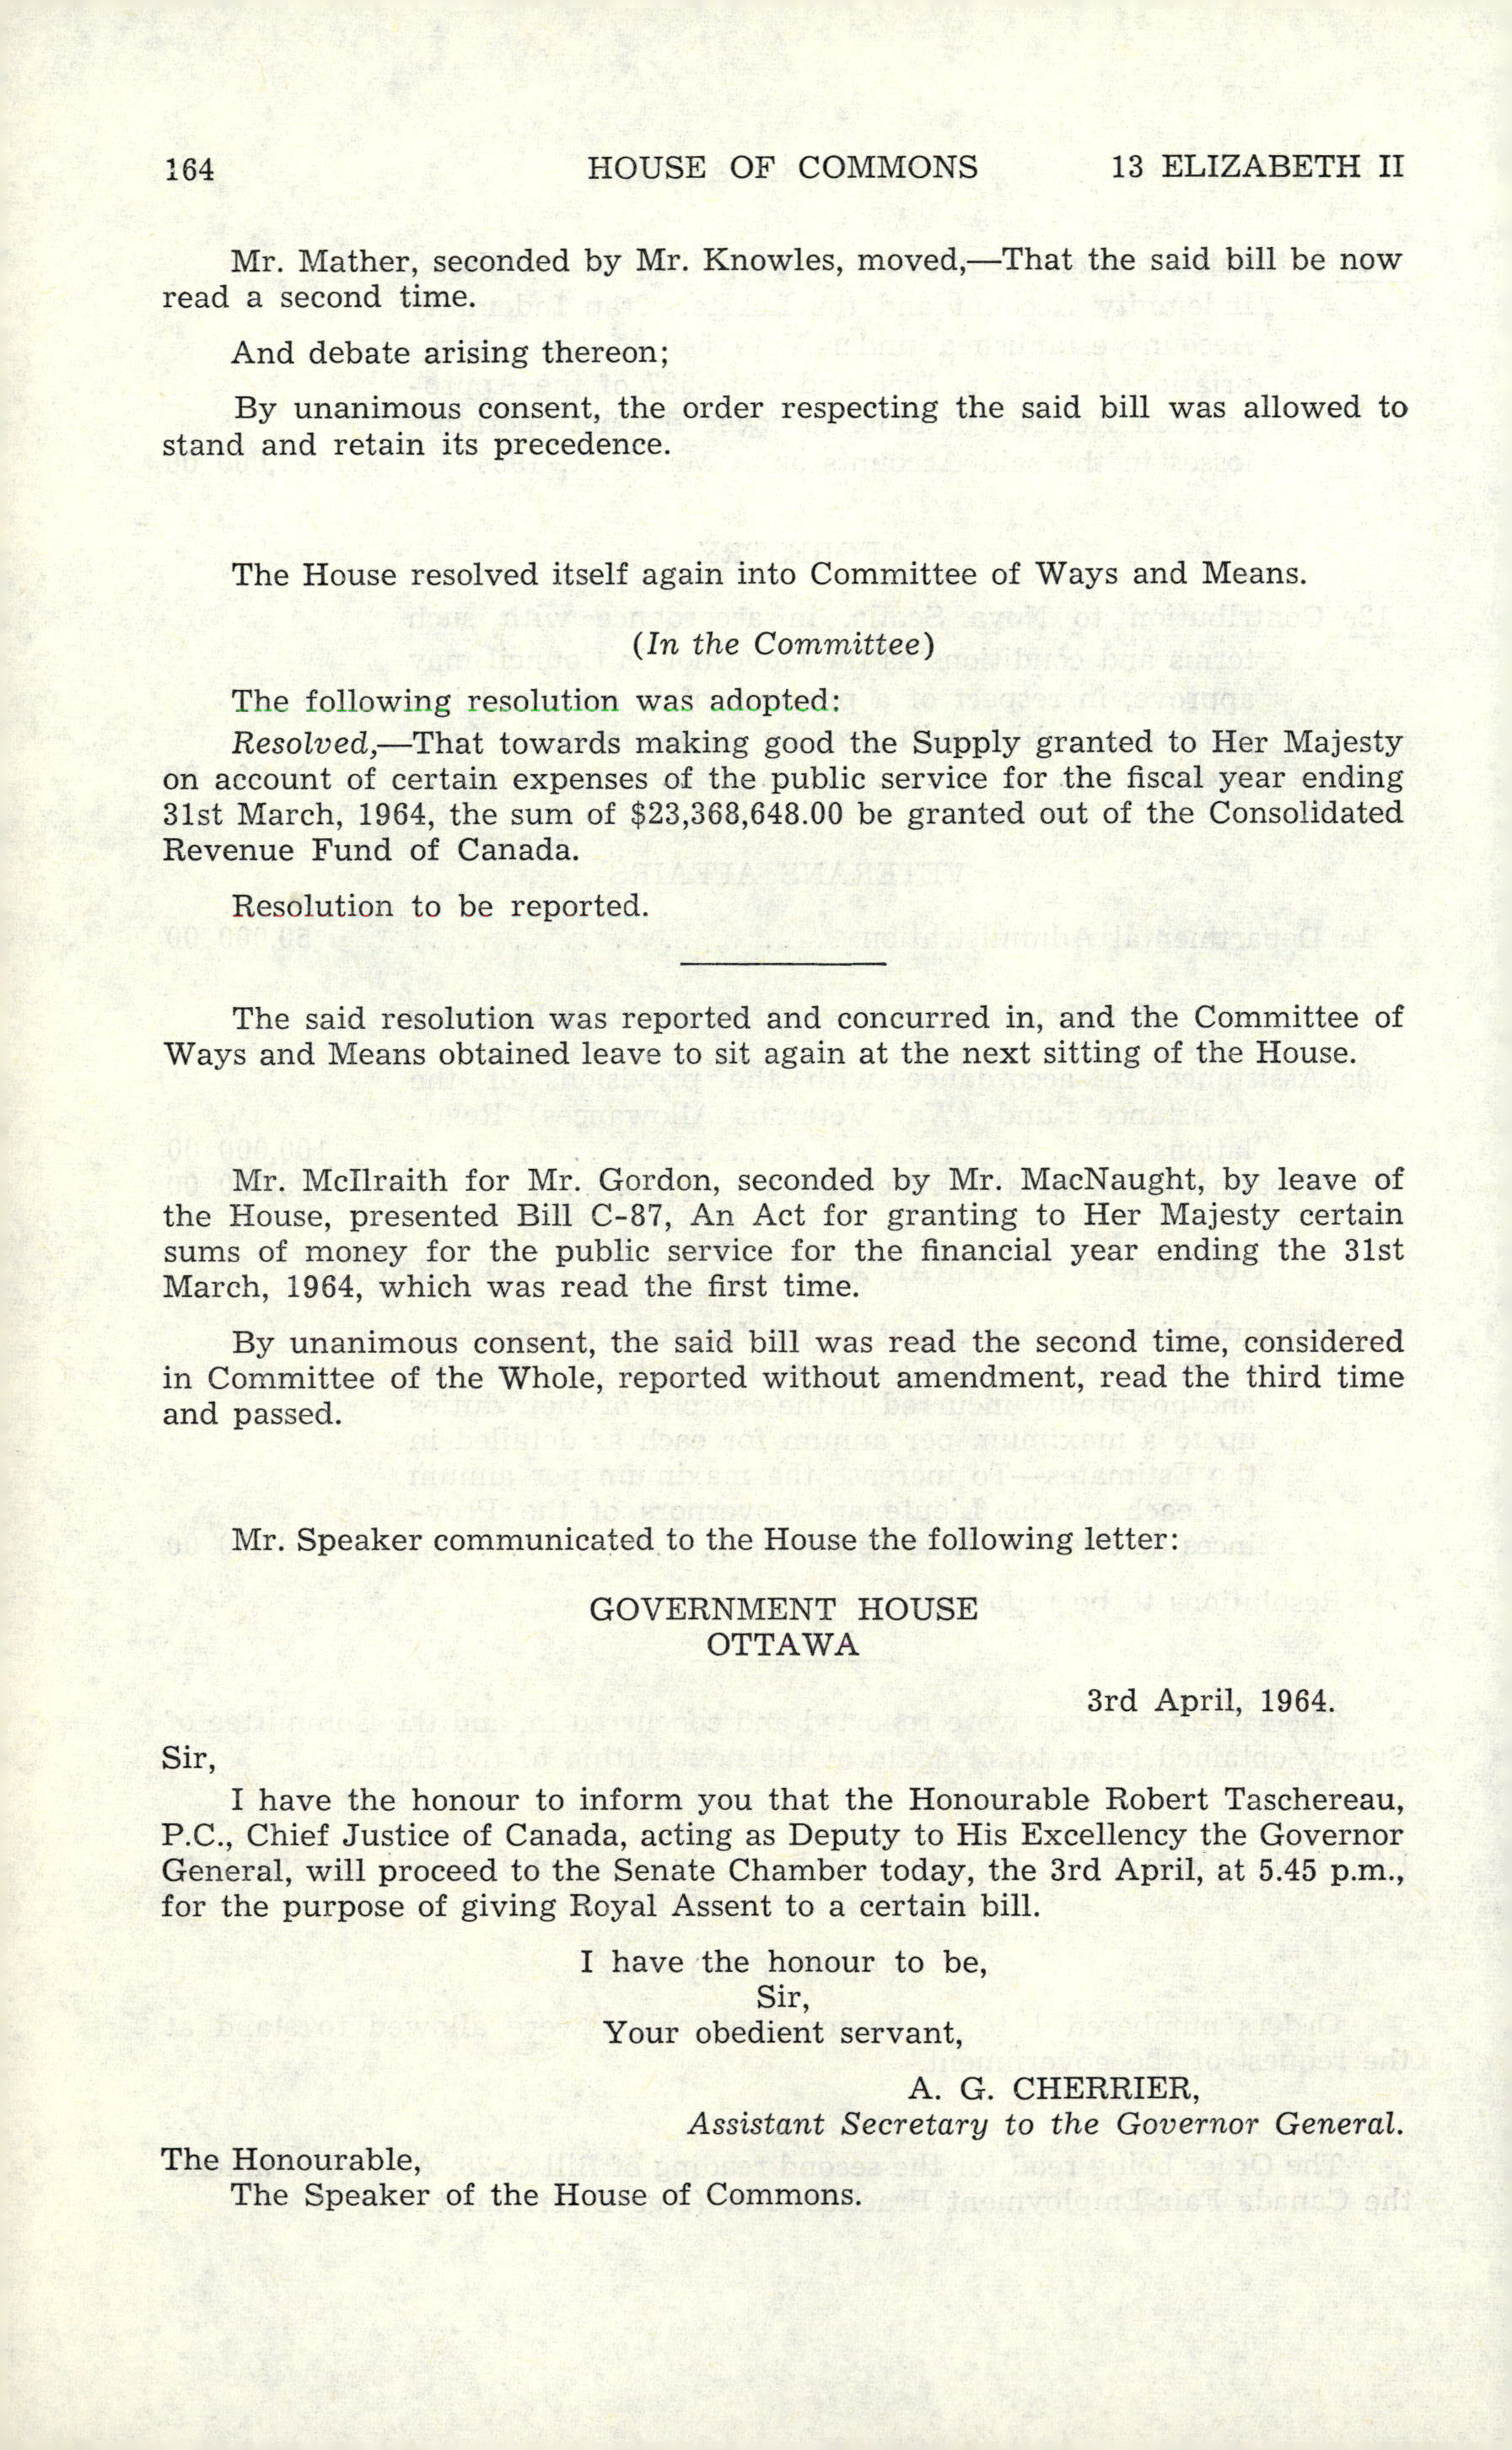 164 HOUSE OF COMMONS 13 ELIZABETH II
Mr. Mather, seconded by Mr. Knowles, moved,—That the said bill be now
read a second time.
And debate arising thereon;
By unanimous consent, the order respecting the said bill was allowed to
stand and retain its precedence.
The House resolved itself again into Committee of Ways and Means.
(In the Committee)
The following resolution was adopted:
Resolved,—That towards making good the Supply granted to Her Majesty
on account of certain expenses of the public service for the fiscal year ending
31st March, 1964, the sum of $23,368,648.00 be granted out of the Consolidated
Revenue Fund of Canada.
Resolution to be reported.
The said resolution was reported and concurred in, and the Committee of
Ways and Means obtained leave to sit again at the next sitting of the House.
Mr. McIlraith for Mr. Gordon, seconded by Mr. MacNaught, by leave of
the House, presented Bill C-87, An Act for granting to Her Majesty certain
sums of money for the public service for the financial year ending the 31st
March, 1964, which was read the first time.
By unanimous consent, the said bill was read the second time, considered
in Committee of the Whole, reported without amendment, read the third time
and passed.
Mr. Speaker communicated to the House the following letter:
GOVERNMENT HOUSE
OTTAWA
3rd April, 1964.
Sir,
I have the honour to inform you that the Honourable Robert Taschereau,
P.C., Chief Justice of Canada, acting as Deputy to His Excellency the Governor
General, will proceed to the Senate Chamber today, the 3rd April, at 5.45 p.m.,
for the purpose of giving Royal Assent to a certain bill.
I have the honour to be,
Sir,
Your obedient servant,
A. G. CHERRIER,
Assistant Secretary to the Governor General.
The Honourable,
The Speaker of the House of Commons.